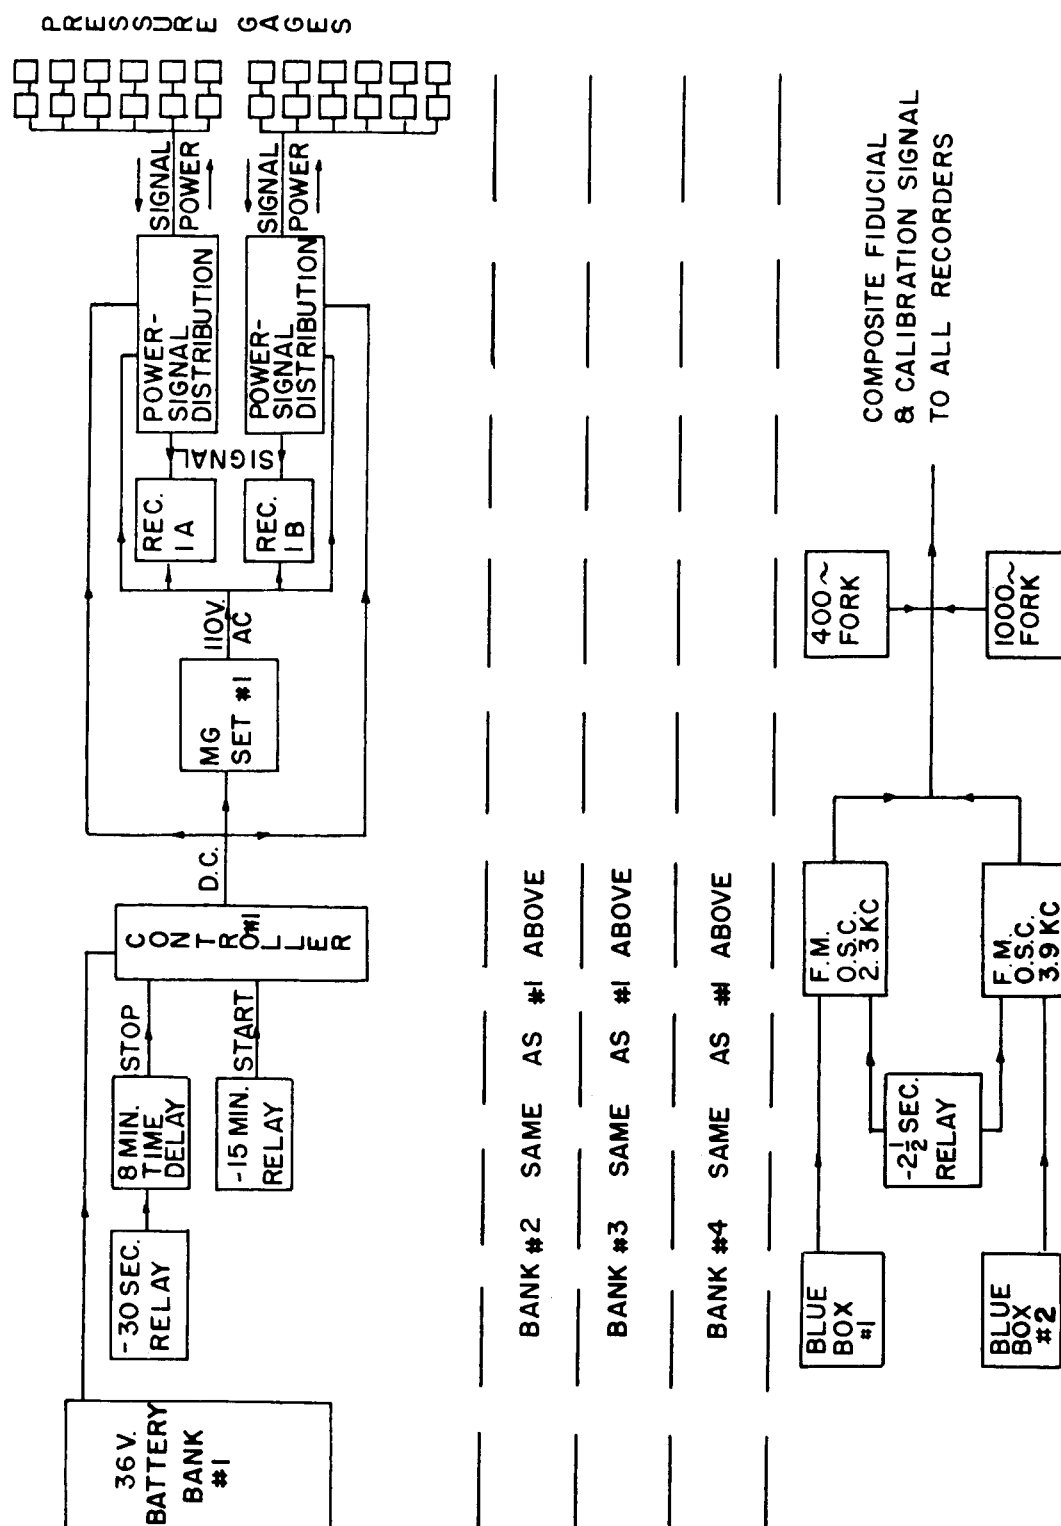 36V.
BATTERY
BANK
#1
-30 SEC.
RELAY
8 MIN.
TIME
DELAY
STOP
-15 MIN.
RELAY
START
CONTROLLER
#1
D.C.
MG
SET #1
110V.
AC
REC.
1A
REC.
1B
SIGNAL
POWER-
SIGNAL
DISTRIBUTION
POWER-
SIGNAL
DISTRIBUTION
SIGNAL
POWER
SIGNAL
POWER
PRESSURE GAGES
BANK #2 SAME AS #1 ABOVE
BANK #3 SAME AS #1 ABOVE
BANK #4 SAME AS #1 ABOVE
BLUE
BOX
#1
BLUE
BOX
#2
-2½ SEC.
RELAY
F.M.
O.S.C.
2.3 KC
F.M.
O.S.C.
3.9 KC
400~
FORK
1000~
FORK
COMPOSITE FIDUCIAL
& CALIBRATION SIGNAL
TO ALL RECORDERS